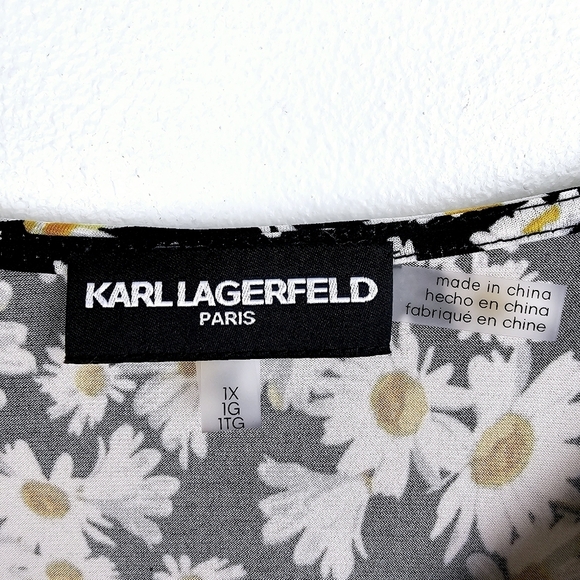 KARL LAGERFELD
PARIS
made in china
hecho en china
fabriqué en chine
1X
1G
1TG